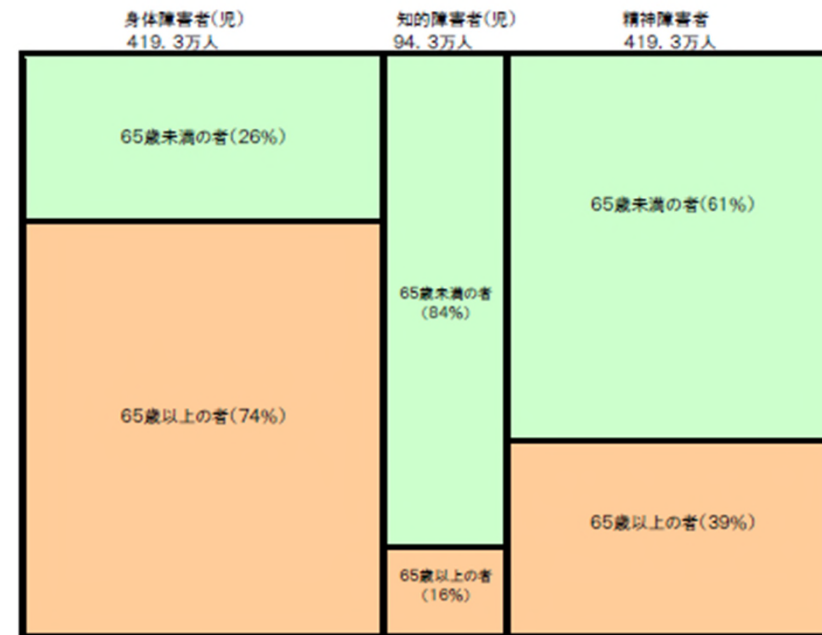 身体障害者(児)
419.3万人
知的障害者(児)
94.3万人
精神障害者
419.3万人
65歳未満の者(26%)
65歳以上の者(74%)
65歳未満の者
(84%)
65歳以上の者
(16%)
65歳未満の者(61%)
65歳以上の者(39%)